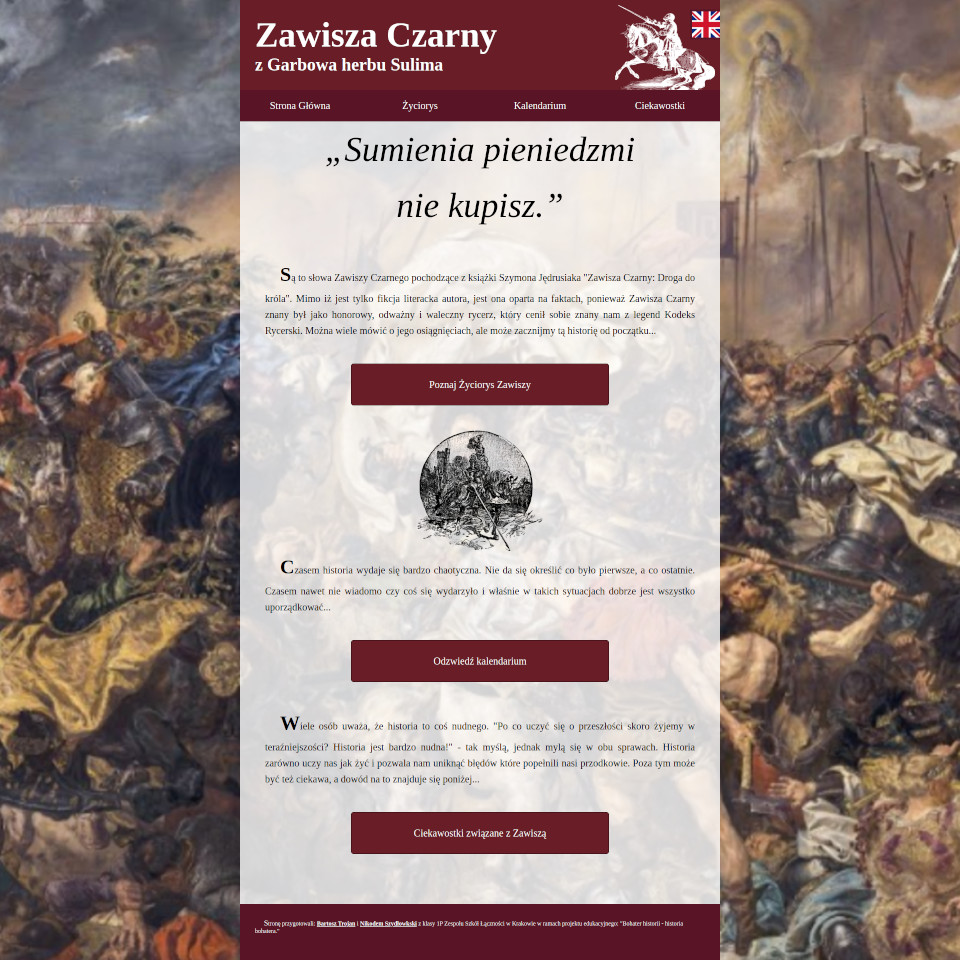 Zawisza Czarny
z Garbowa herbu Sulima
Strona Główna Życiorys Kalendarium Ciekawostki
„Sumienia pieniedzmi
nie kupisz.”
Są to słowa Zawiszy Czarnego pochodzące z książki Szymona Jędrusiaka "Zawisza Czarny: Droga do
króla". Mimo iż jest tylko fikcja literacka autora, jest ona oparta na faktach, ponieważ Zawisza Czarny
znany był jako honorowy, odważny i waleczny rycerz, który cenił sobie znany nam z legend Kodeks
Rycerski. Można wiele mówić o jego osiągnięciach, ale może zacznijmy tą historię od początku...
Poznaj Życiorys Zawiszy
Czasem historia wydaje się bardzo chaotyczna. Nie da się określić co było pierwsze, a co ostatnie.
Czasem nawet nie wiadomo czy coś się wydarzyło i właśnie w takich sytuacjach dobrze jest wszystko
uporządkować...
Odzwiedź kalendarium
Wiele osób uważa, że historia to coś nudnego. "Po co uczyć się o przeszłości skoro żyjemy w
teraźniejszości? Historia jest bardzo nudna!" - tak myślą, jednak mylą się w obu sprawach. Historia
zarówno uczy nas jak żyć i pozwala nam uniknąć błędów które popełnili nasi przodkowie. Poza tym może
być też ciekawa, a dowód na to znajduje się poniżej...
Ciekawostki związane z Zawiszą
Stronę przygotowali: Bartosz Trojan i Nikodem Szydłowkski z klasy 1P Zespołu Szkół Łączności w Krakowie w ramach projektu edukacyjnego: "Bohater historii - historia
bohatera."